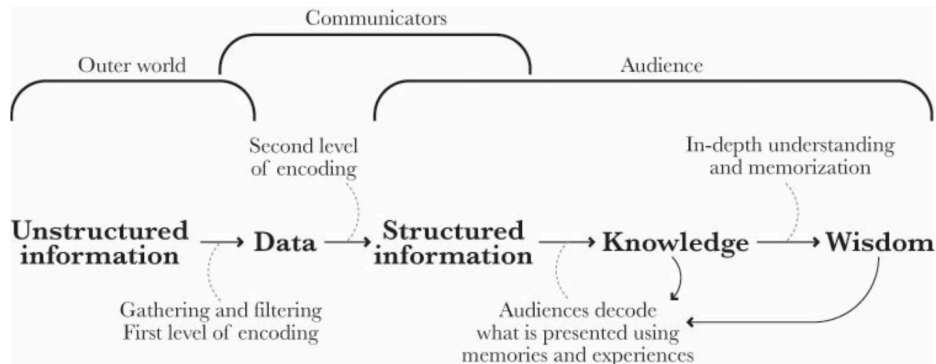 Communicators
Outer world
Audience
Second level
of encoding
In-depth understanding
and memorization
Unstructured
information
Data
Structured
information
Knowledge
Wisdom
Gathering and filtering
First level of encoding
Audiences decode
what is presented using
memories and experiences